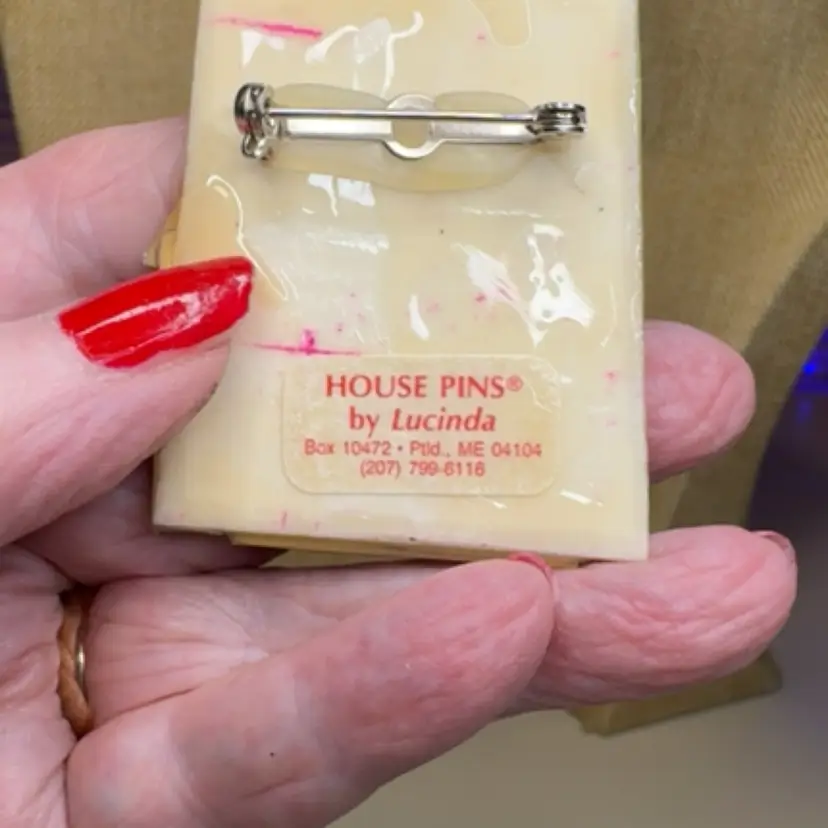 HOUSE PINS®
by Lucinda
Box 10472 • Ptld., ME 04104
(207) 799-6116